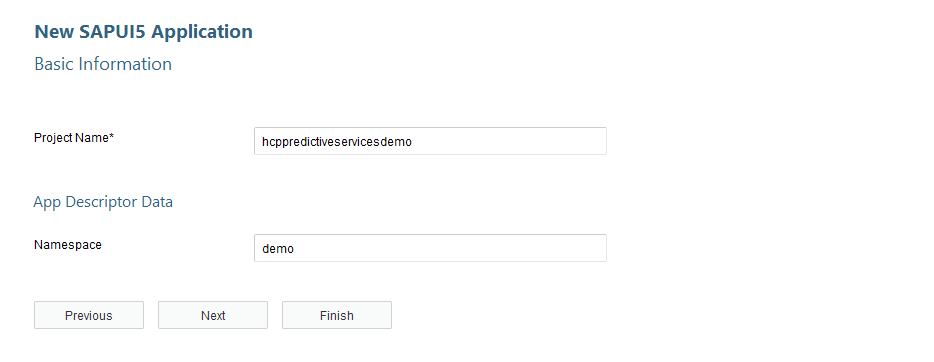 New SAPUI5 Application
Basic Information
Project Name*
hcppredictiveservicesdemo
App Descriptor Data
Namespace
demo
Previous
Next
Finish